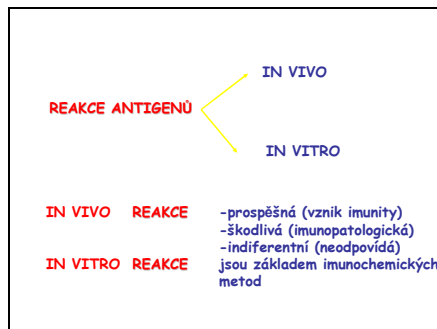 IN VIVO
REAKCE ANTIGENŮ
IN VITRO
IN VIVO REAKCE -prospěšná (vznik imunity)
-škodlivá (imunopatologická)
-indiferentní (neodpovídá)
IN VITRO REAKCE jsou základem imunochemických
metod